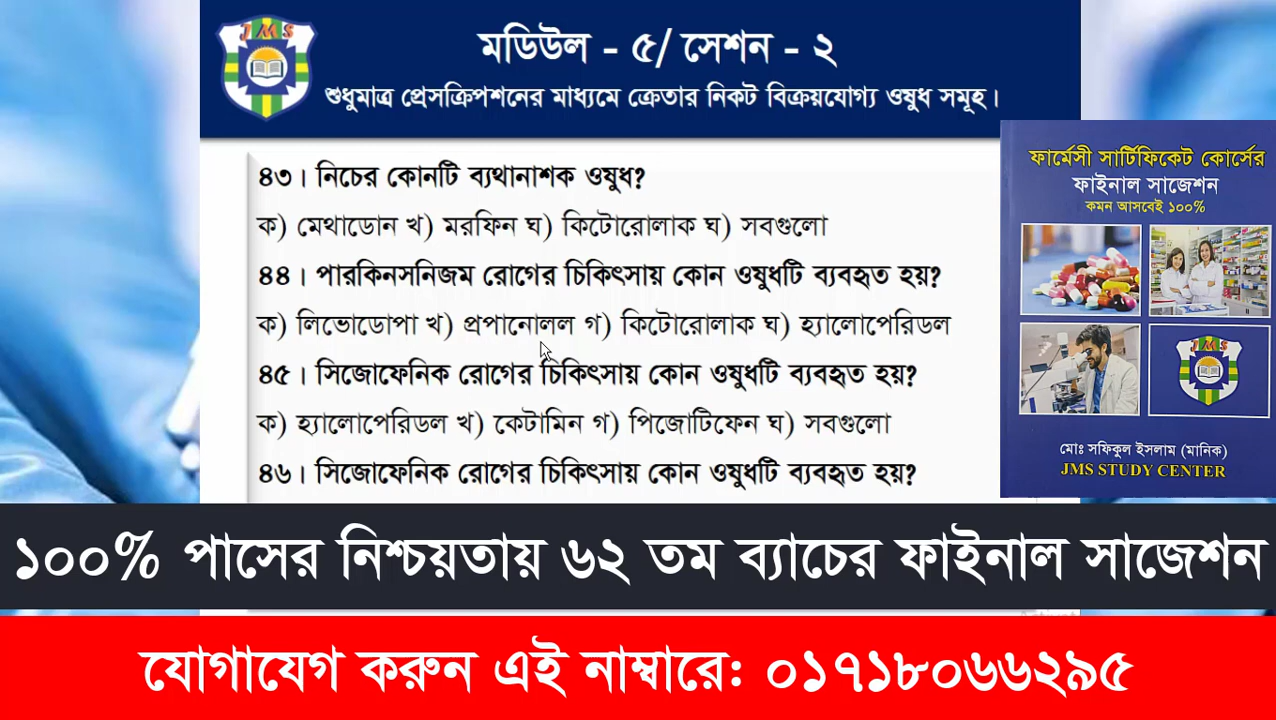 JMS
মডিউল - ৫/ সেশন - ২
শুধুমাত্র প্রেসক্রিপশনের মাধ্যমে ক্রেতার নিকট বিক্রয়যোগ্য ওষুধ সমূহ।
৪৩। নিচের কোনটি ব্যথানাশক ওষুধ?
ক) মেথাডোন খ) মরফিন ঘ) কিটোরোলাক ঘ) সবগুলো
৪৪। পারকিনসনিজম রোগের চিকিৎসায় কোন ওষুধটি ব্যবহৃত হয়?
ক) লিভোডোপা খ) প্রপানোলল গ) কিটোরোলাক ঘ) হ্যালোপেরিডল
৪৫। সিজোফেনিক রোগের চিকিৎসায় কোন ওষুধটি ব্যবহৃত হয়?
ক) হ্যালোপেরিডল খ) কেটামিন গ) পিজোটিফেন ঘ) সবগুলো
৪৬। সিজোফেনিক রোগের চিকিৎসায় কোন ওষুধটি ব্যবহৃত হয়?
ফার্মেসী সার্টিফিকেট কোর্সের
ফাইনাল সাজেশন
কমন আসবেই ১০০%
JMS
মোঃ সফিকুল ইসলাম (মানিক)
JMS STUDY CENTER
১০০% পাসের নিশ্চয়তায় ৬২ তম ব্যাচের ফাইনাল সাজেশন
যোগাযেগ করুন এই নাম্বারে: ০১৭১৮০৬৬২৯৫